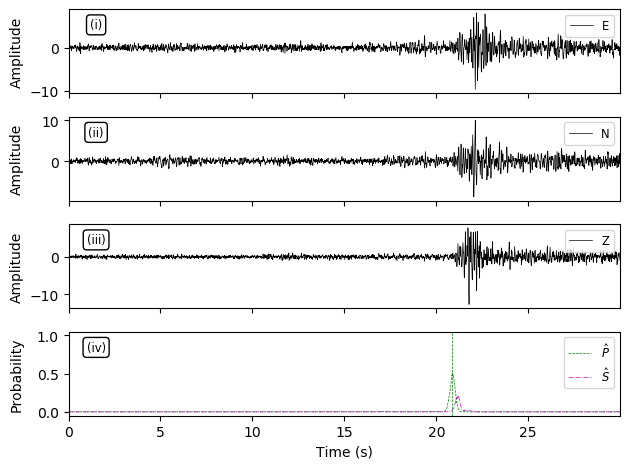 (i)
E
Amplitude
0
−10
(ii)
N
Amplitude
10
0
(iii)
Z
Amplitude
0
−10
(iv)
P̂
Ŝ
Probability
1.0
0.5
0.0
0 5 10 15 20 25
Time (s)